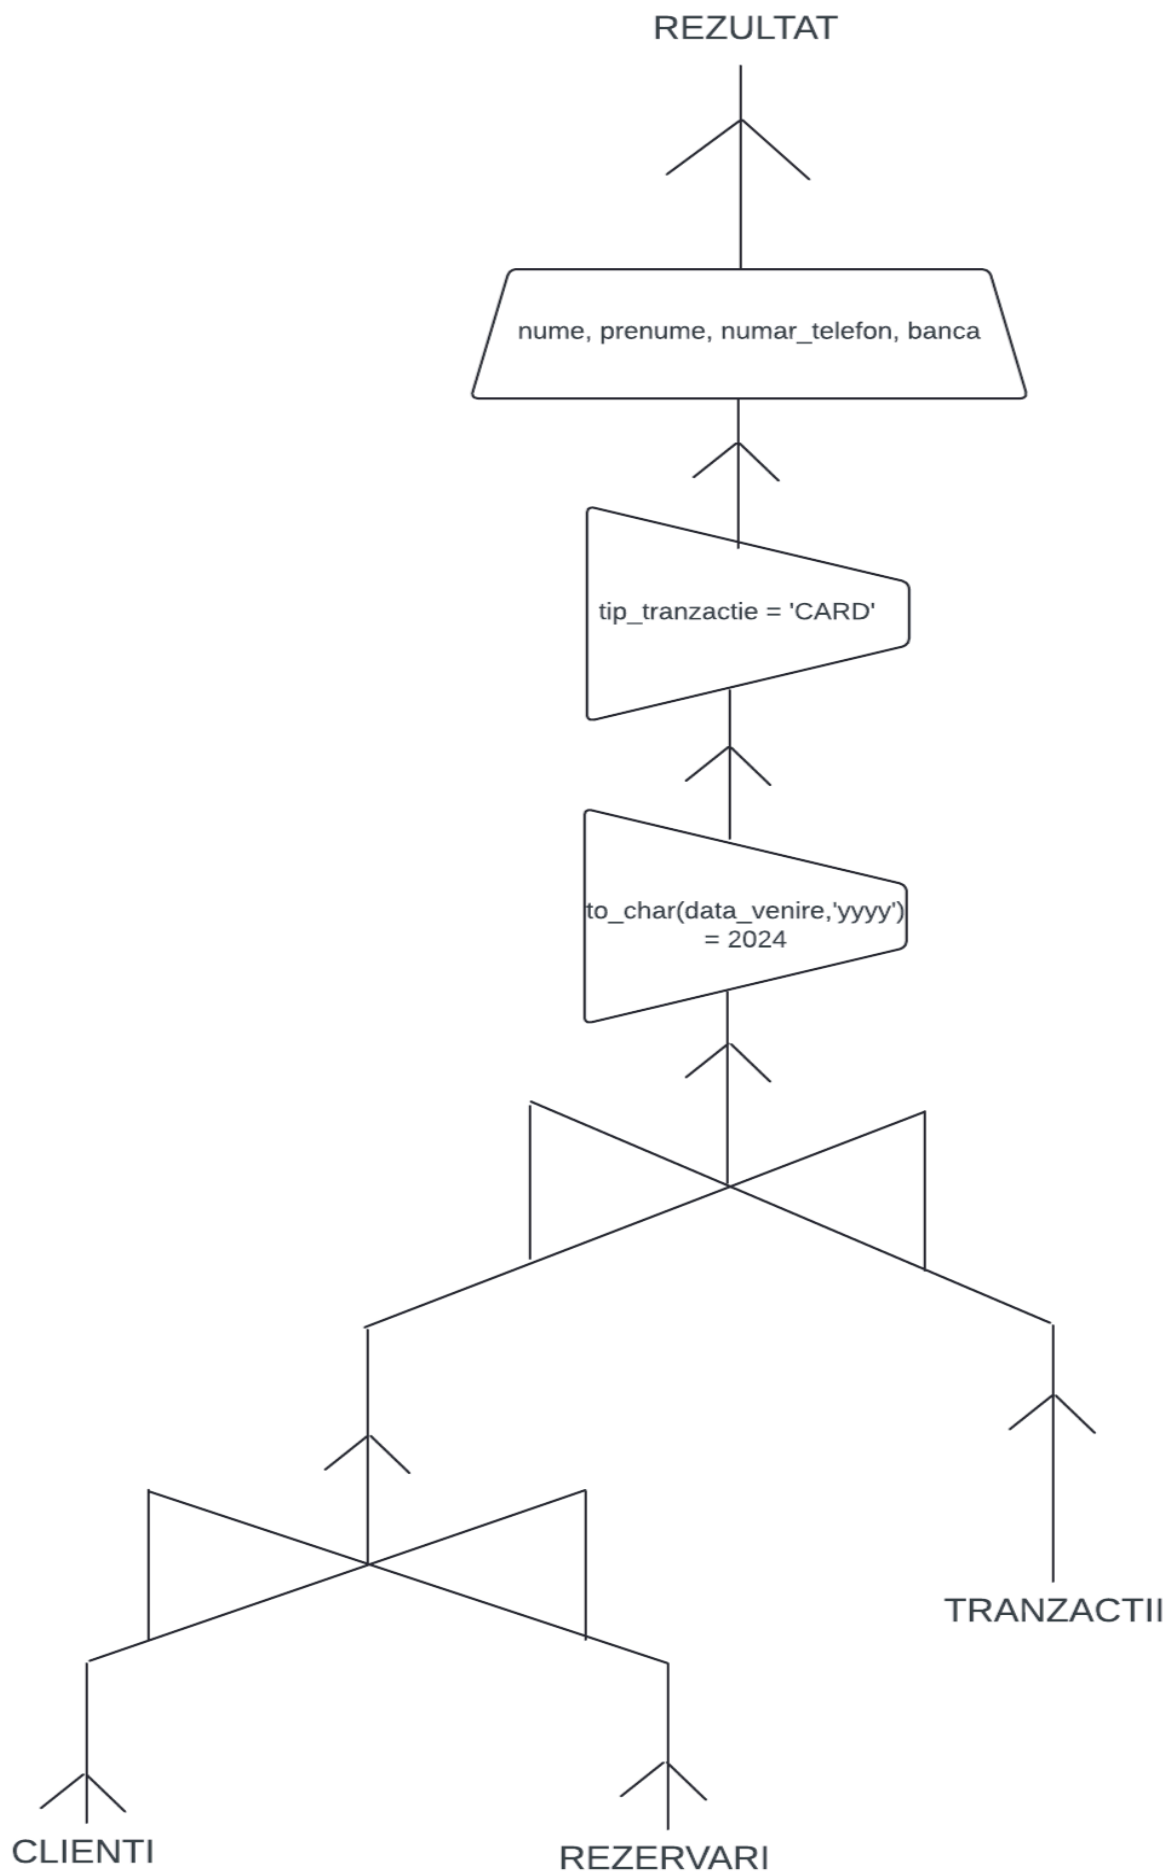 REZULTAT
nume, prenume, numar_telefon, banca
tip_tranzactie = 'CARD'
to_char(data_venire,'yyyy')
= 2024
TRANZACTII
CLIENTI
REZERVARI